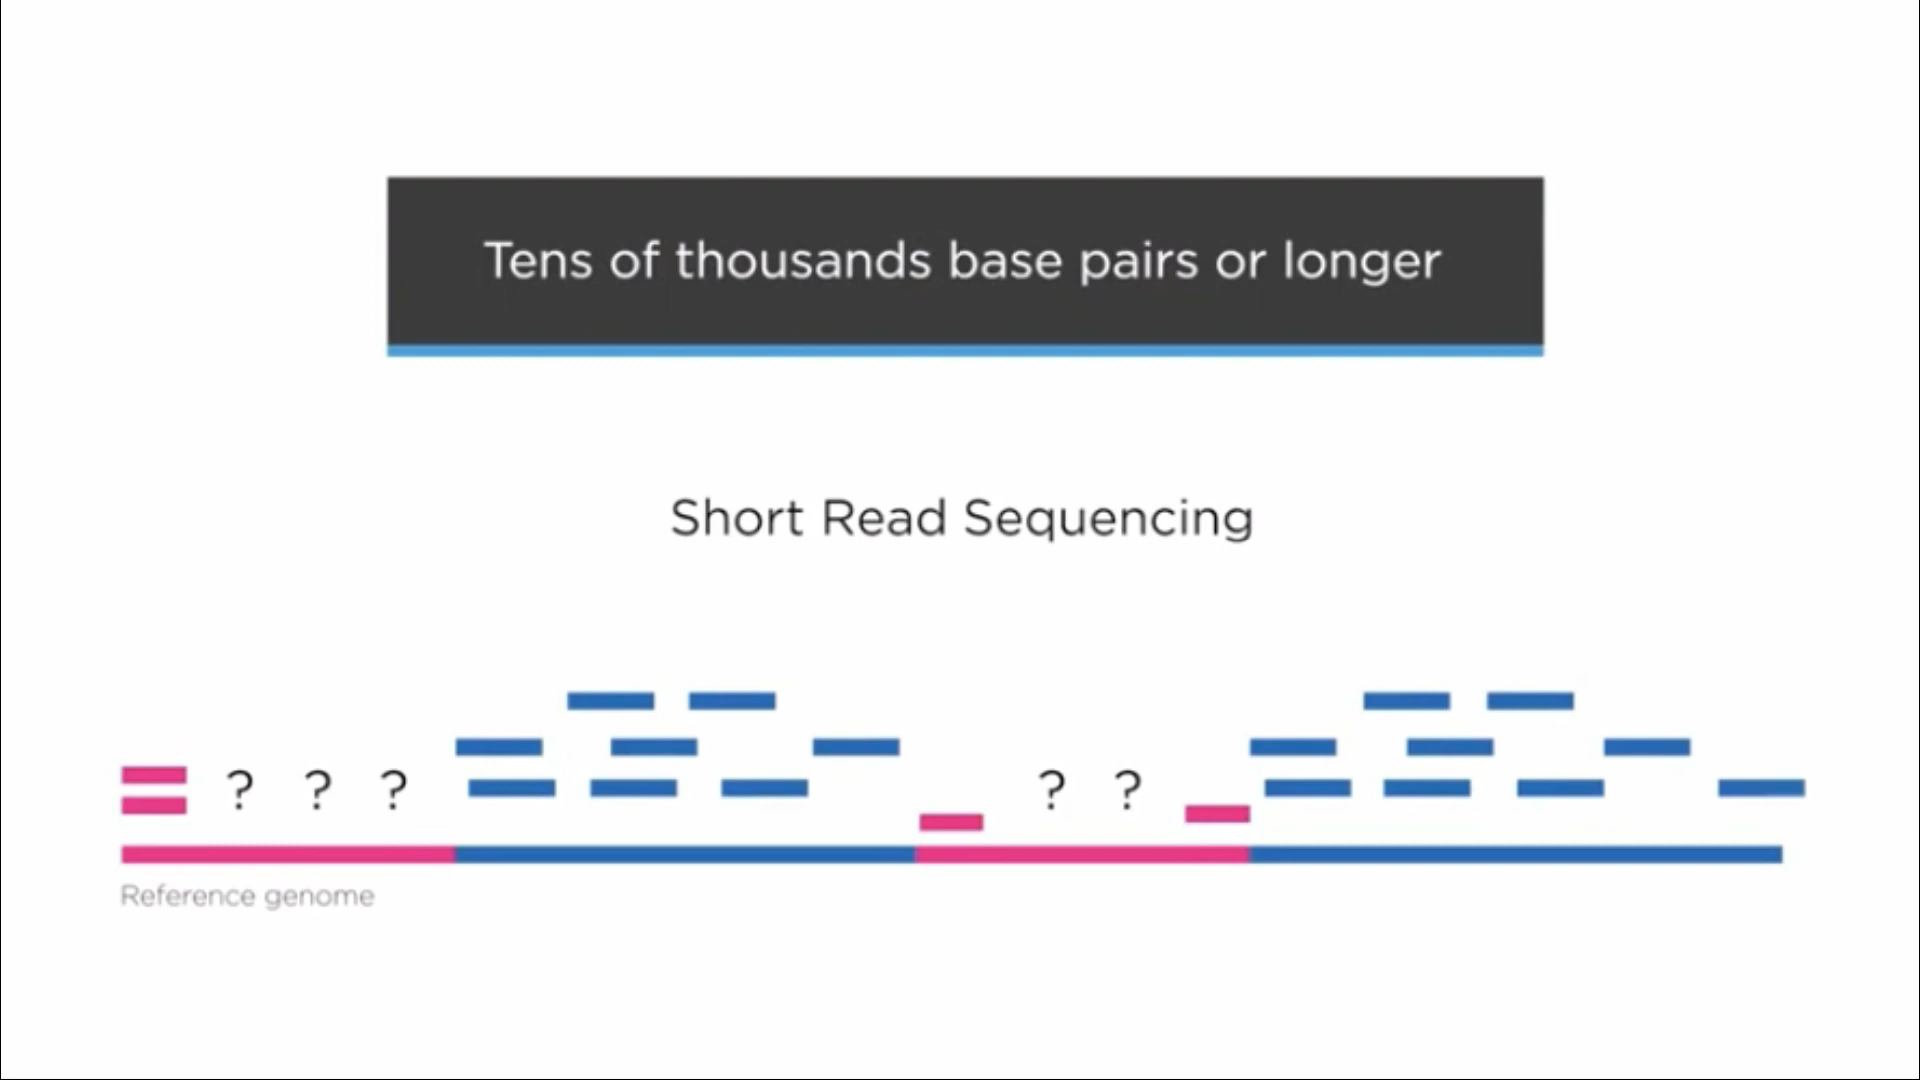 Tens of thousands base pairs or longer
Short Read Sequencing
? ? ? ? ?
Reference genome